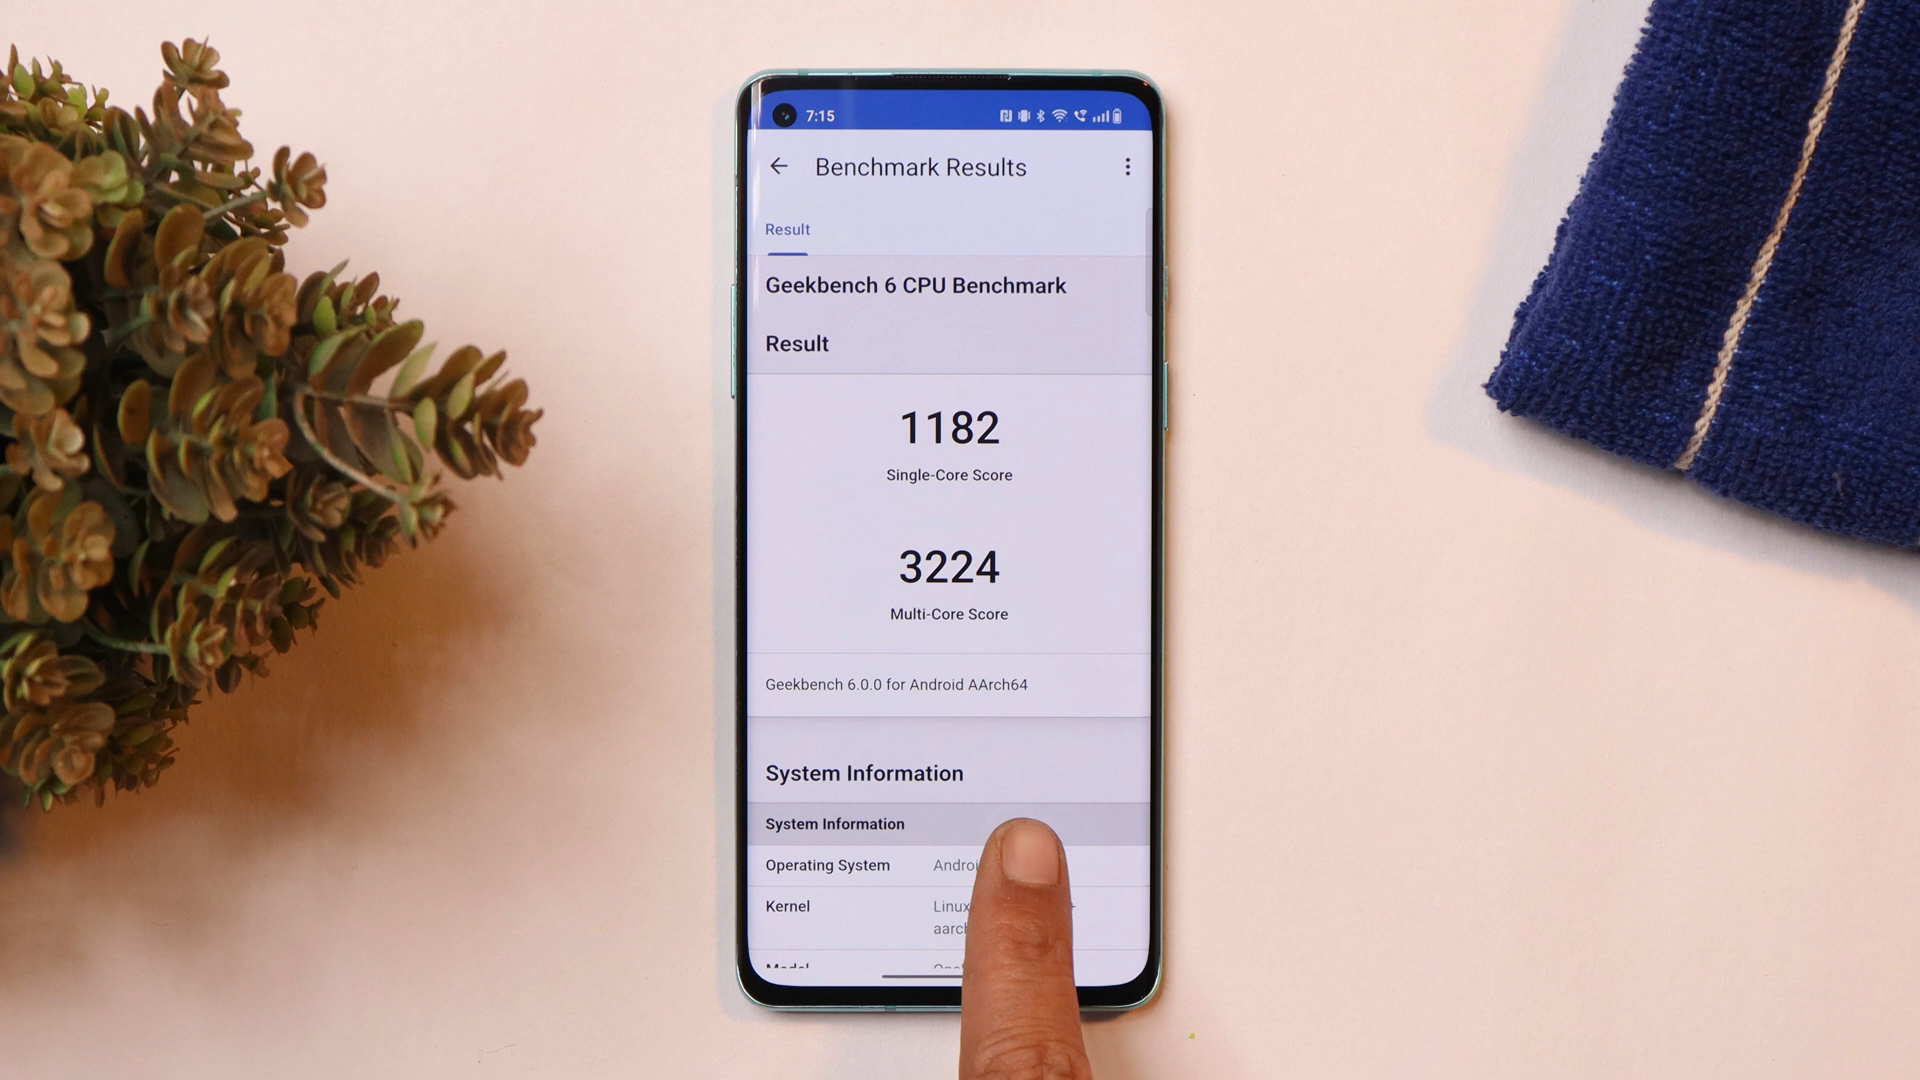 7:15
Benchmark Results
Result
Geekbench 6 CPU Benchmark
Result
1182
Single-Core Score
3224
Multi-Core Score
Geekbench 6.0.0 for Android AArch64
System Information
System Information
Operating System
Kernel